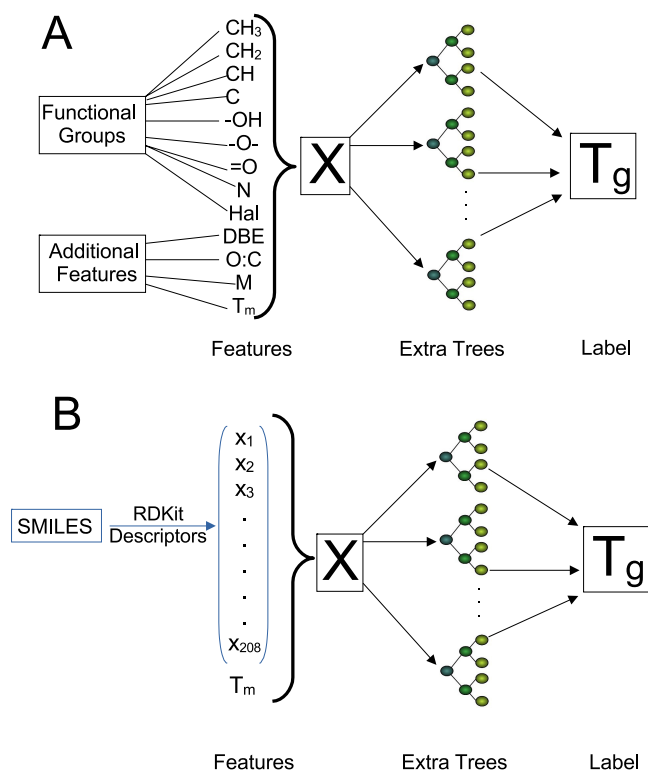 A
Functional
Groups
CH₃
CH₂
CH
C
-OH
-O-
=O
N
Hal
Additional
Features
DBE
O:C
M
Tₘ
X
Tg
Features
Extra Trees
Label
B
SMILES
RDKit
Descriptors
x₁
x₂
x₃
x₂₀₈
Tₘ
X
Tg
Features
Extra Trees
Label